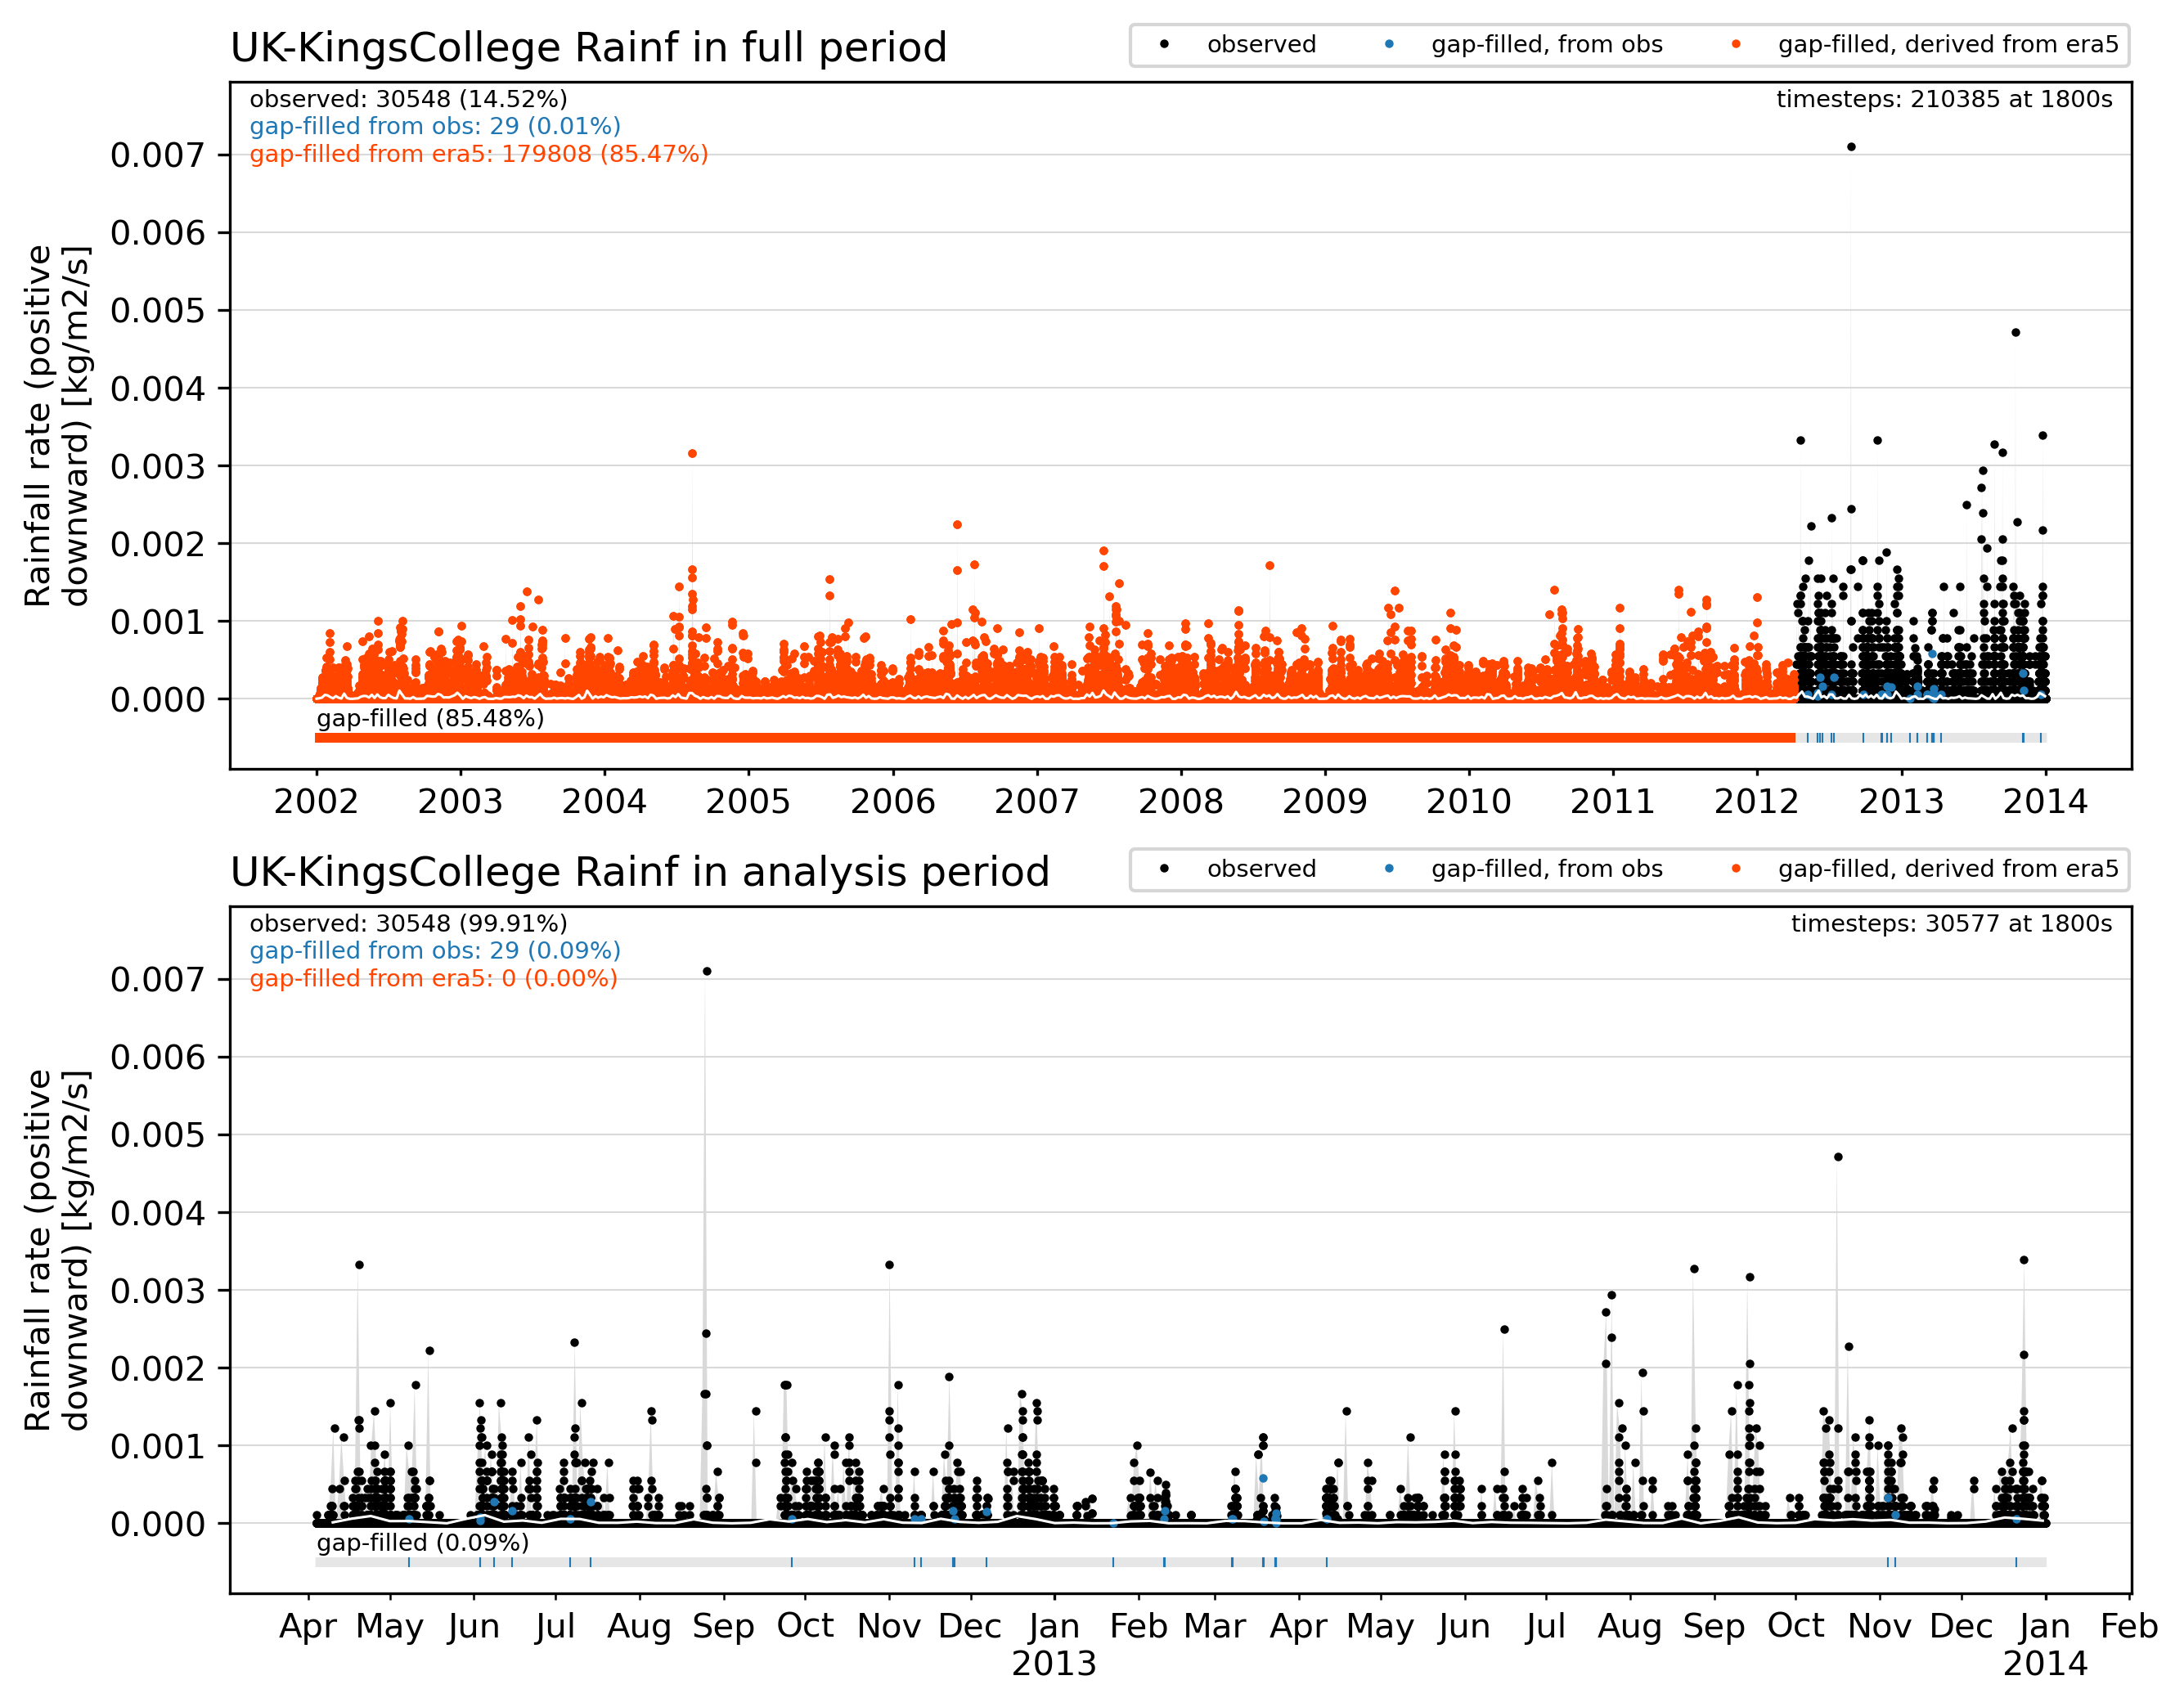 UK-KingsCollege Rainf in full period
observed
gap-filled, from obs
gap-filled, derived from era5
observed: 30548 (14.52%)
gap-filled from obs: 29 (0.01%)
gap-filled from era5: 179808 (85.47%)
timesteps: 210385 at 1800s
Rainfall rate (positive
downward) [kg/m2/s]
0.007
0.006
0.005
0.004
0.003
0.002
0.001
0.000
gap-filled (85.48%)
2002 2003 2004 2005 2006 2007 2008 2009 2010 2011 2012 2013 2014
UK-KingsCollege Rainf in analysis period
observed
gap-filled, from obs
gap-filled, derived from era5
observed: 30548 (99.91%)
gap-filled from obs: 29 (0.09%)
gap-filled from era5: 0 (0.00%)
timesteps: 30577 at 1800s
Rainfall rate (positive
downward) [kg/m2/s]
0.007
0.006
0.005
0.004
0.003
0.002
0.001
0.000
gap-filled (0.09%)
Apr May Jun Jul Aug Sep Oct Nov Dec Jan Feb Mar Apr May Jun Jul Aug Sep Oct Nov Dec Jan Feb
2013 2014